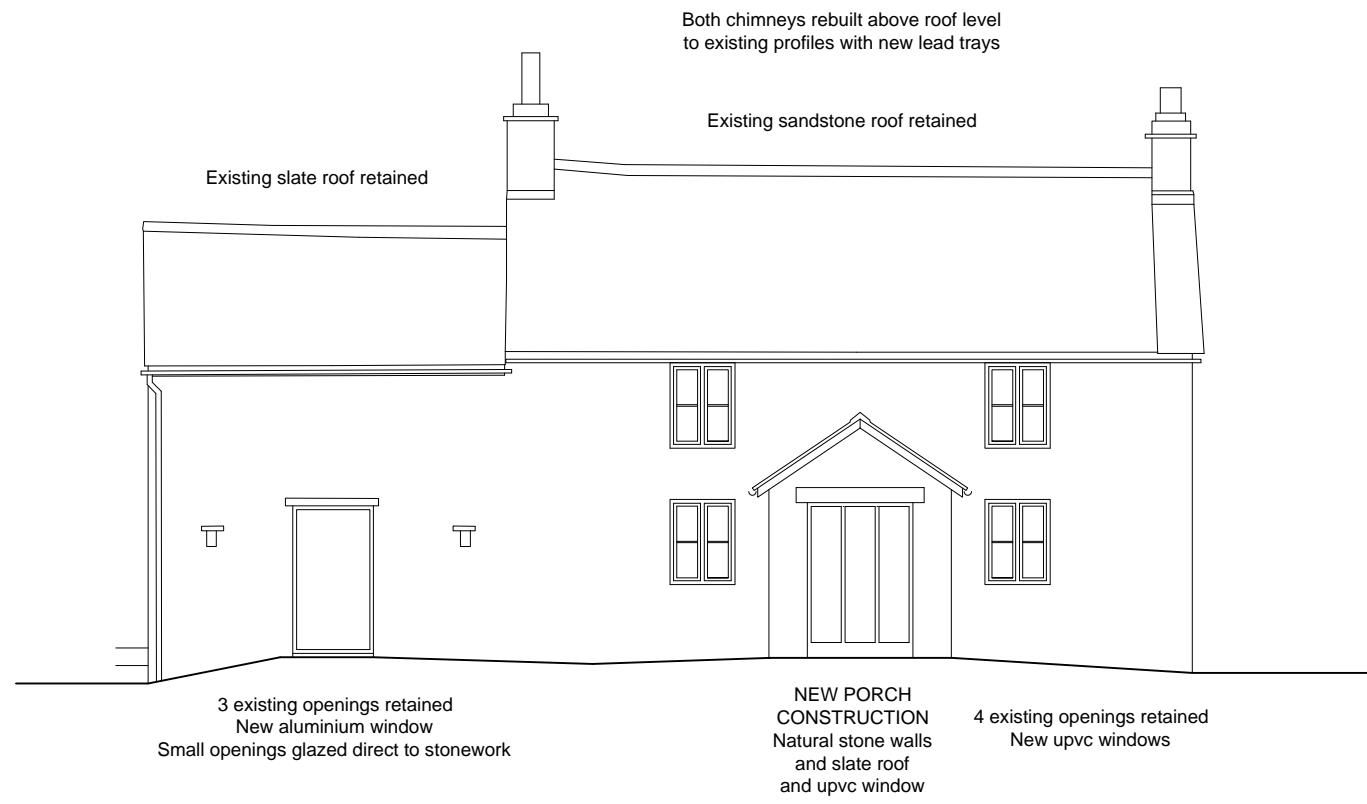 Both chimneys rebuilt above roof level
to existing profiles with new lead trays
Existing sandstone roof retained
Existing slate roof retained
3 existing openings retained
New aluminium window
Small openings glazed direct to stonework
NEW PORCH
CONSTRUCTION
Natural stone walls
and slate roof
and upvc window
4 existing openings retained
New upvc windows